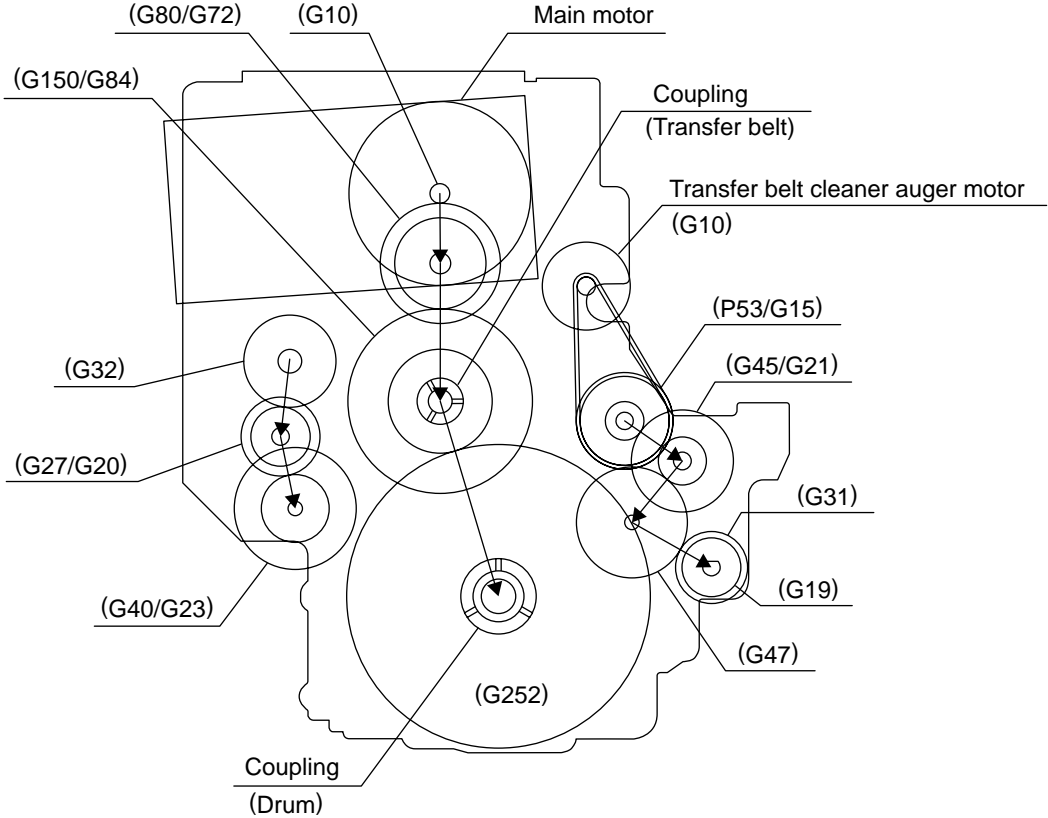 (G80/G72)
(G10)
Main motor
(G150/G84)
Coupling
(Transfer belt)
Transfer belt cleaner auger motor
(G10)
(P53/G15)
(G32)
(G45/G21)
(G27/G20)
(G31)
(G40/G23)
(G19)
(G47)
(G252)
Coupling
(Drum)